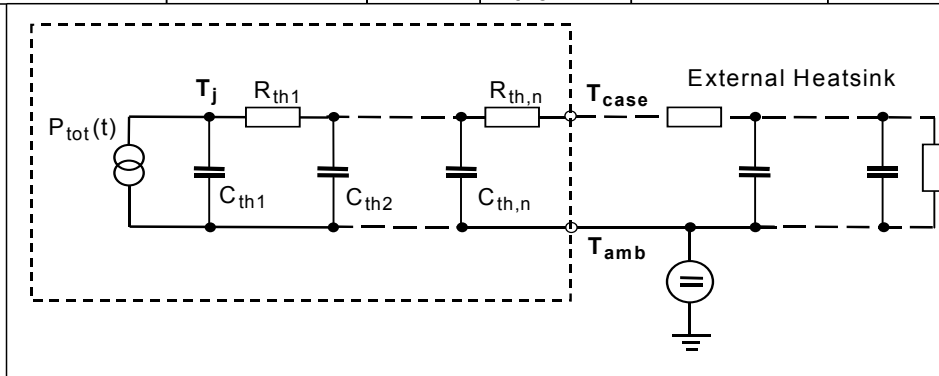 External Heatsink
T_j
R_th1
R_th,n
T_case
P_tot(t)
C_th1
C_th2
C_th,n
T_amb